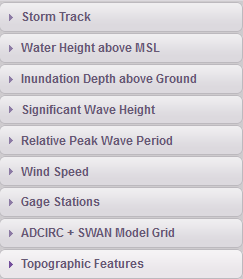 Storm Track
Water Height above MSL
Inundation Depth above Ground
Significant Wave Height
Relative Peak Wave Period
Wind Speed
Gage Stations
ADCIRC + SWAN Model Grid
Topographic Features